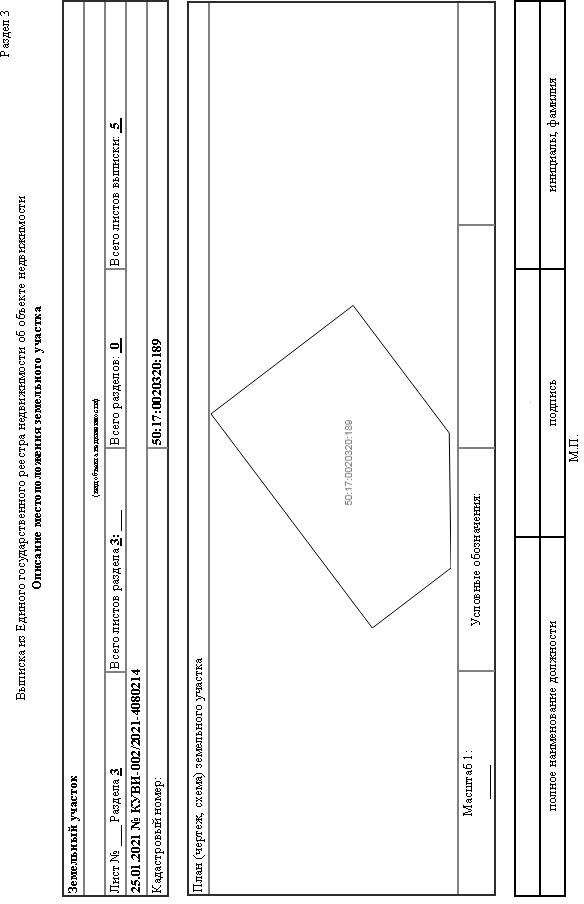 Раздел 3
Выписка из Единого государственного реестра недвижимости об объекте недвижимости
Описание местоположения земельного участка
Земельный участок
(вид объекта недвижимости)
Лист № ___ Раздела 3 Всего листов раздела 3: ___ Всего разделов: 0 Всего листов выписки: 5
25.01.2021 № КУВИ-002/2021-4080214
Кадастровый номер: 50:17:0020320:189
План (чертеж, схема) земельного участка
50:17:0020320:189
Масштаб 1: ___ Условные обозначения:
полное наименование должности подпись инициалы, фамилия
М.П.